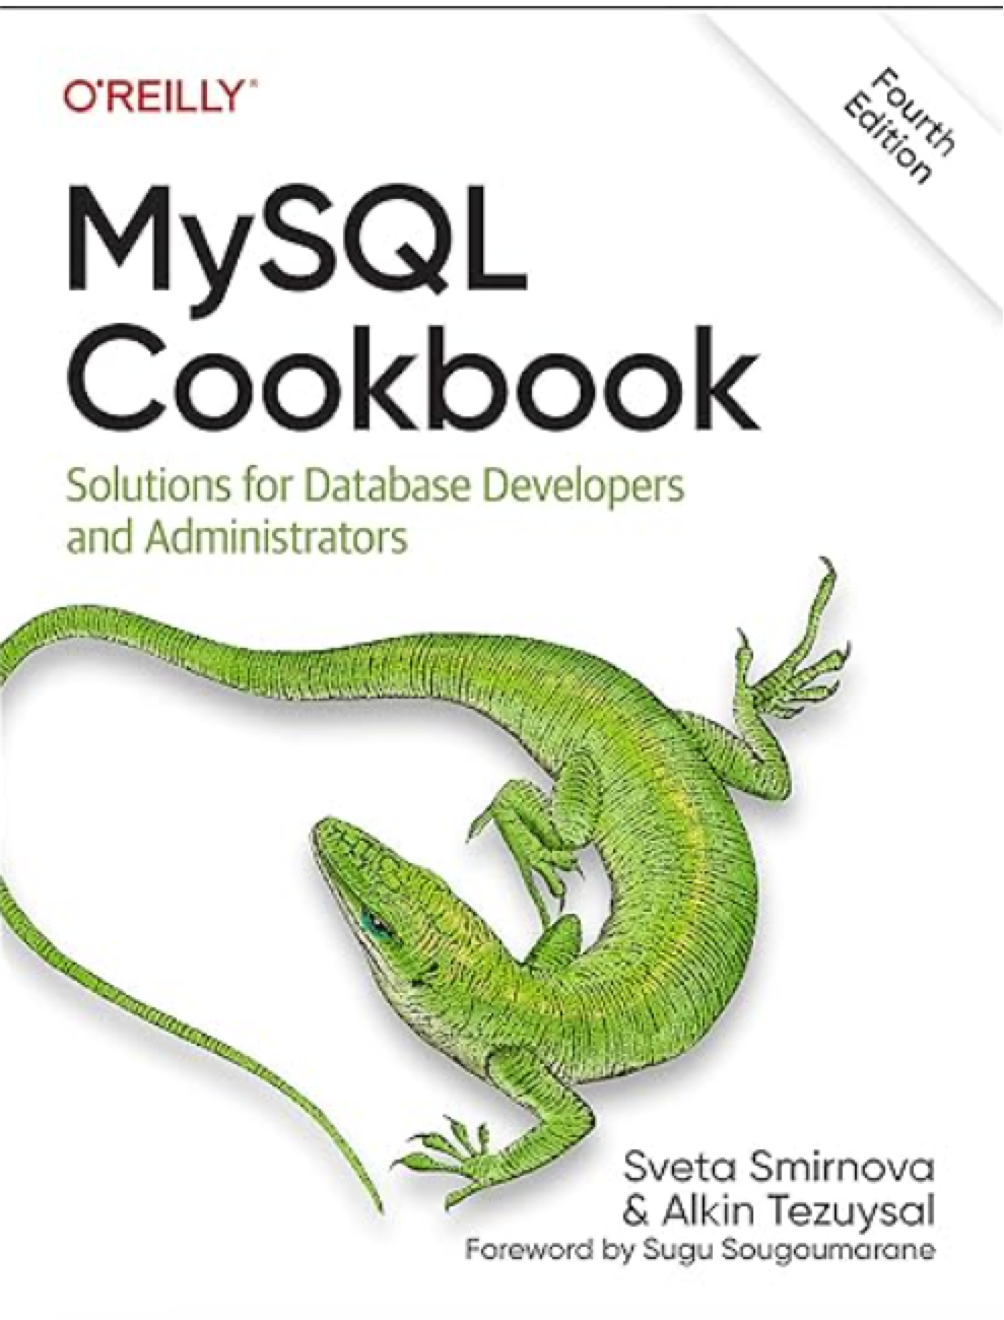 O'REILLY®
Fourth
Edition
MySQL
Cookbook
Solutions for Database Developers
and Administrators
Sveta Smirnova
& Alkin Tezuysal
Foreword by Sugu Sougoumarane